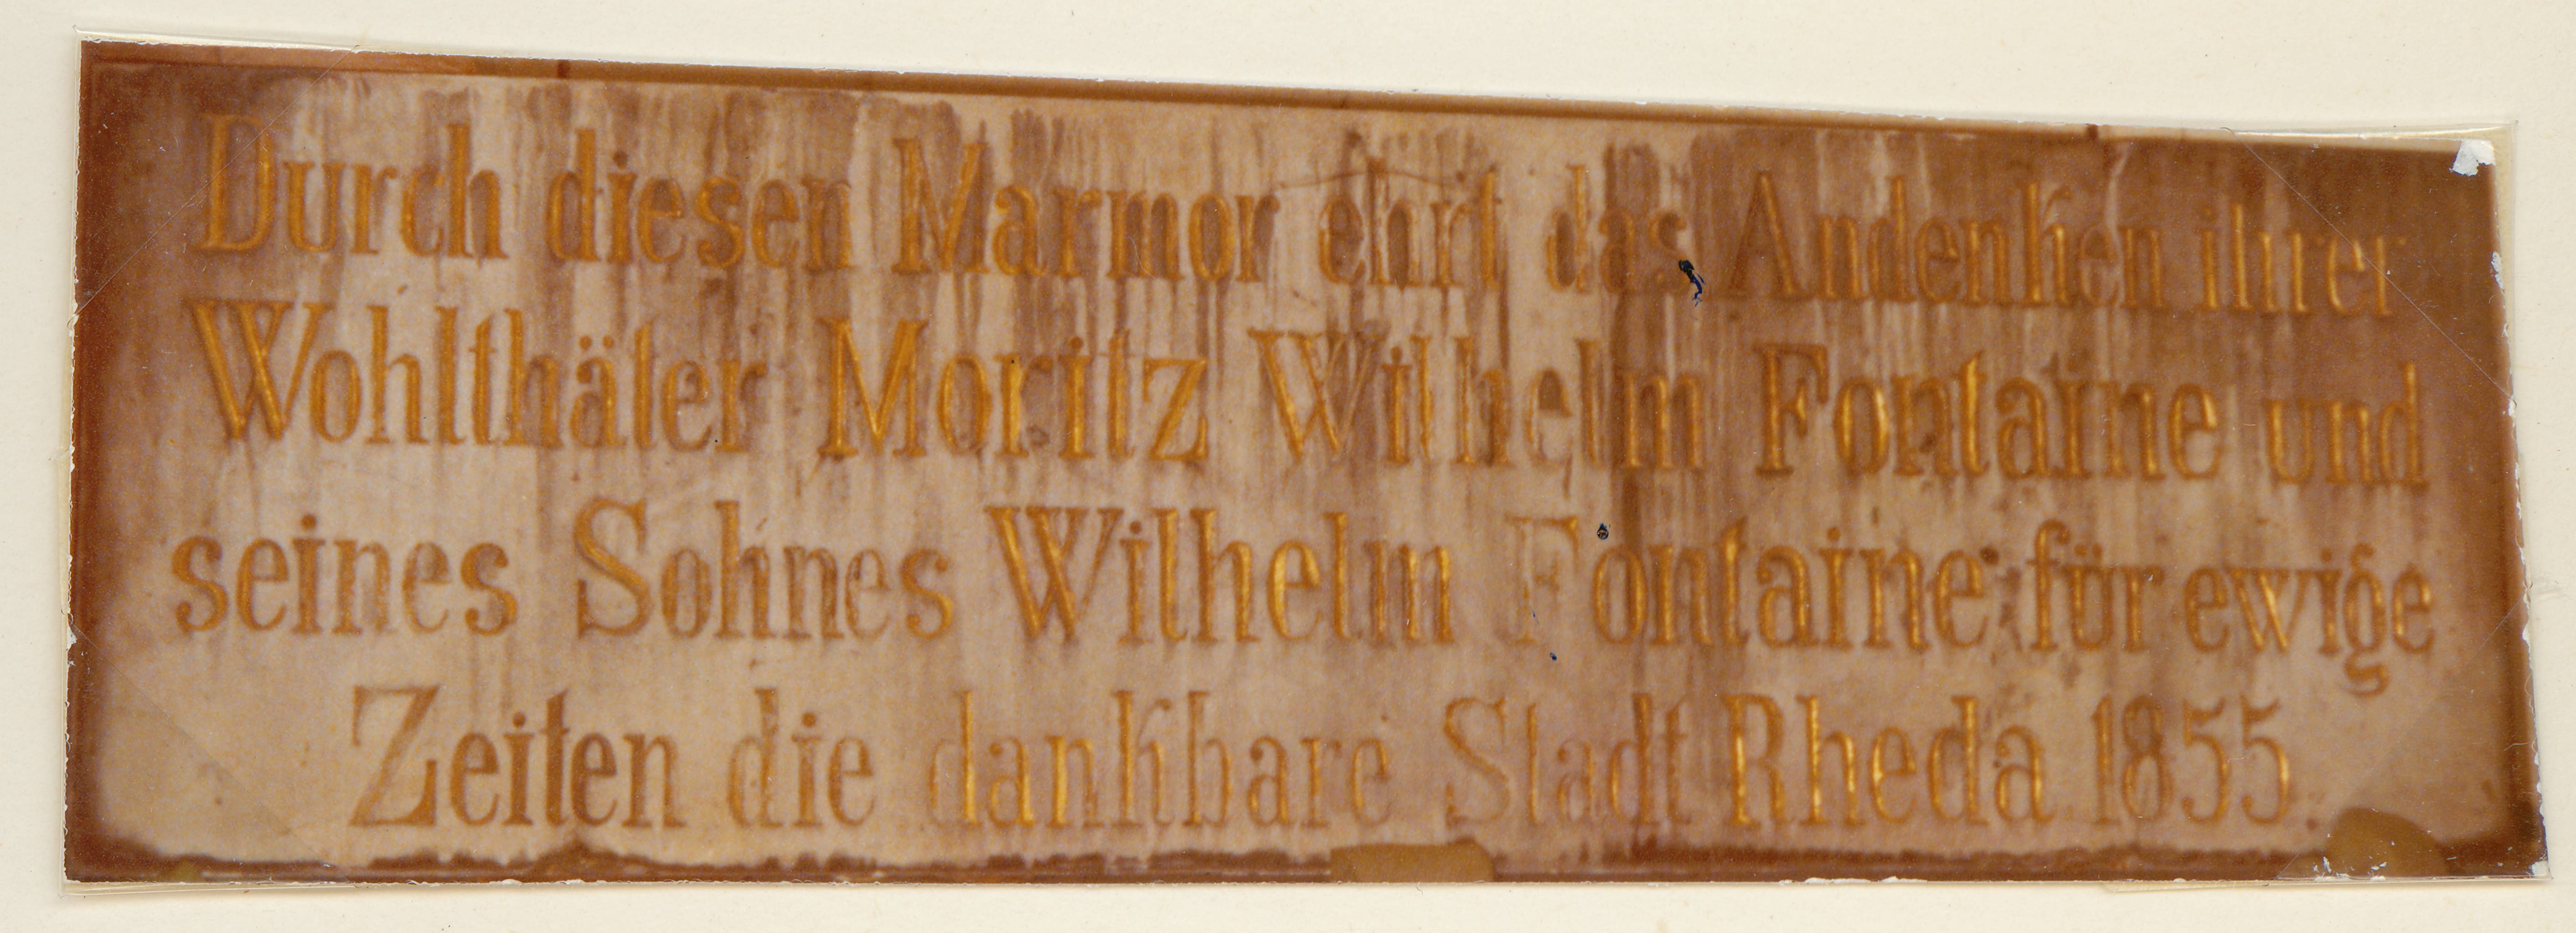 Durch diesen Marmor ehrt das Andenken ihrer
Wohlthäter Moritz Wilhelm Fontaine und
seines Sohnes Wilhelm Fontaine für ewige
Zeiten die dankbare Stadt Rheda 1855.